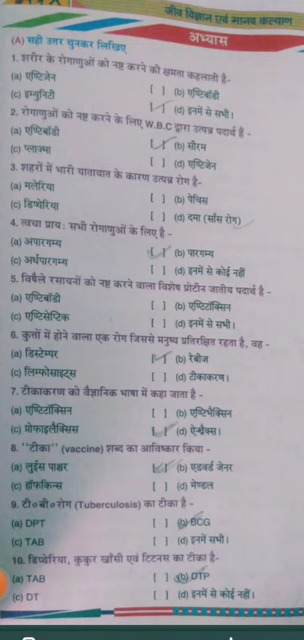 जीव विज्ञान एवं मानव कल्याण
अभ्यास
(A) सही उत्तर चुनकर लिखिए
1. शरीर के रोगाणुओं को नष्ट करने की क्षमता कहलाती है-
(a) एण्टिजेन [ ] (b) एण्टिबॉडी
(c) इम्युनिटी [ ] (d) इनमें से सभी।
2. रोगाणुओं को नष्ट करने के लिए W.B.C द्वारा उत्पन्न पदार्थ हैं -
(a) एण्टिबॉडी [ ] (b) सीरम
(c) प्लाज्मा [ ] (d) एण्टिजेन
3. शहरों में भारी यातायात के कारण उत्पन्न रोग है-
(a) मलेरिया [ ] (b) पेचिस
(c) डिफ्थेरिया [ ] (d) दमा (साँस रोग)
4. त्वचा प्रायः सभी रोगाणुओं के लिए है -
(a) अपारगम्य [ ] (b) पारगम्य
(c) अर्धपारगम्य [ ] (d) इनमें से कोई नहीं
5. विषैले रसायनों को नष्ट करने वाला विशेष प्रोटीन जातीय पदार्थ है -
(a) एण्टिबॉडी [ ] (b) एण्टिटॉक्सिन
(c) एण्टिसेप्टिक [ ] (d) इनमें से सभी।
6. कुत्तों में होने वाला एक रोग जिससे मनुष्य प्रतिरक्षित रहता है, वह -
(a) डिस्टेम्पर [ ] (b) रेबीज
(c) लिम्फोसाइट्स [ ] (d) टीकाकरण।
7. टीकाकरण को वैज्ञानिक भाषा में कहा जाता है -
(a) एण्टिटॉक्सिन [ ] (b) एण्टिभैक्सिन
(c) प्रोफाइलैक्सिस [ ] (d) ऐन्थ्रैक्स।
8. "टीका" (vaccine) शब्द का आविष्कार किया -
(a) लुईस पाश्चर [ ] (b) एडवर्ड जेनर
(c) हॉफकिन्स [ ] (d) मेण्डल
9. टी०बी०रोग (Tuberculosis) का टीका है -
(a) DPT [ ] (b) BCG
(c) TAB [ ] (d) इनमें सभी।
10. डिफ्थेरिया, कुकुर खाँसी एवं टिटनस का टीका है-
(a) TAB [ ] (b) DTP
(c) DT [ ] (d) इनमें से कोई नहीं।